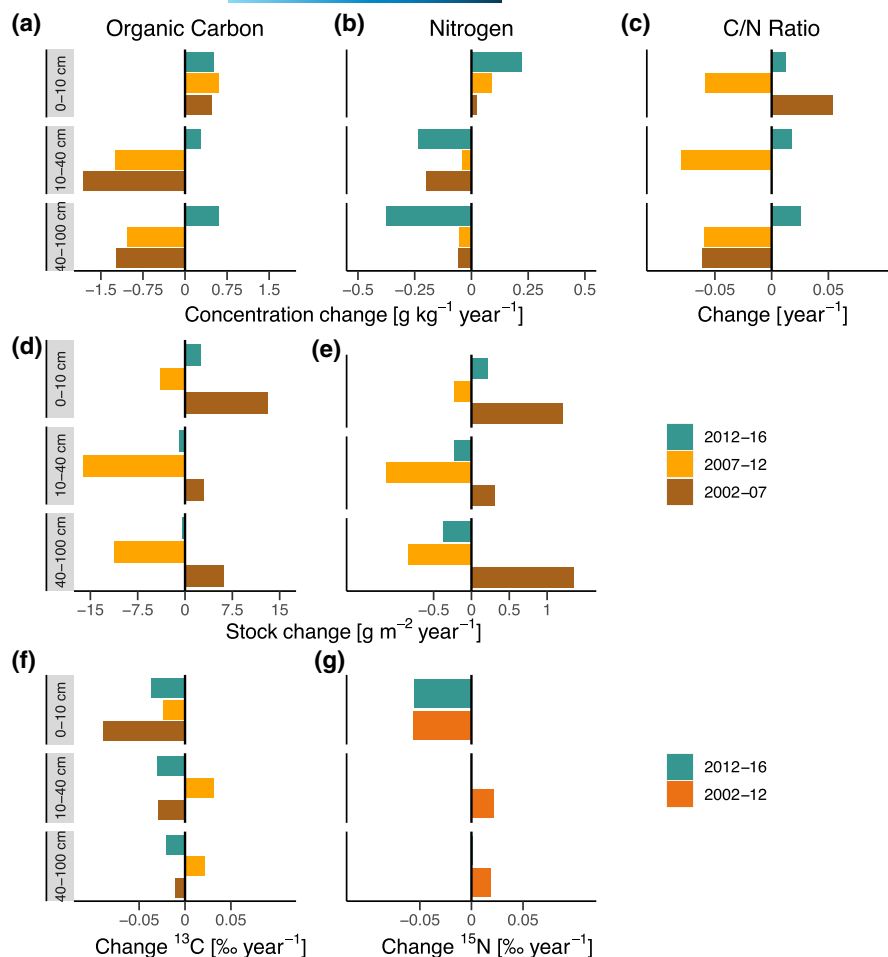 (a) (b) (c)
Organic Carbon Nitrogen C/N Ratio
0–10 cm
10–40 cm
40–100 cm
−1.5 −0.75 0 0.75 1.5 −0.5 −0.25 0 0.25 0.5 −0.05 0 0.05
Concentration change [g kg⁻¹ year⁻¹] Change [year⁻¹]
(d) (e)
0–10 cm
10–40 cm
40–100 cm
2012–16
2007–12
2002–07
−15 −7.5 0 7.5 15 −0.5 0 0.5 1
Stock change [g m⁻² year⁻¹]
(f) (g)
0–10 cm
10–40 cm
40–100 cm
2012–16
2002–12
−0.05 0 0.05 −0.05 0 0.05
Change ¹³C [‰ year⁻¹] Change ¹⁵N [‰ year⁻¹]